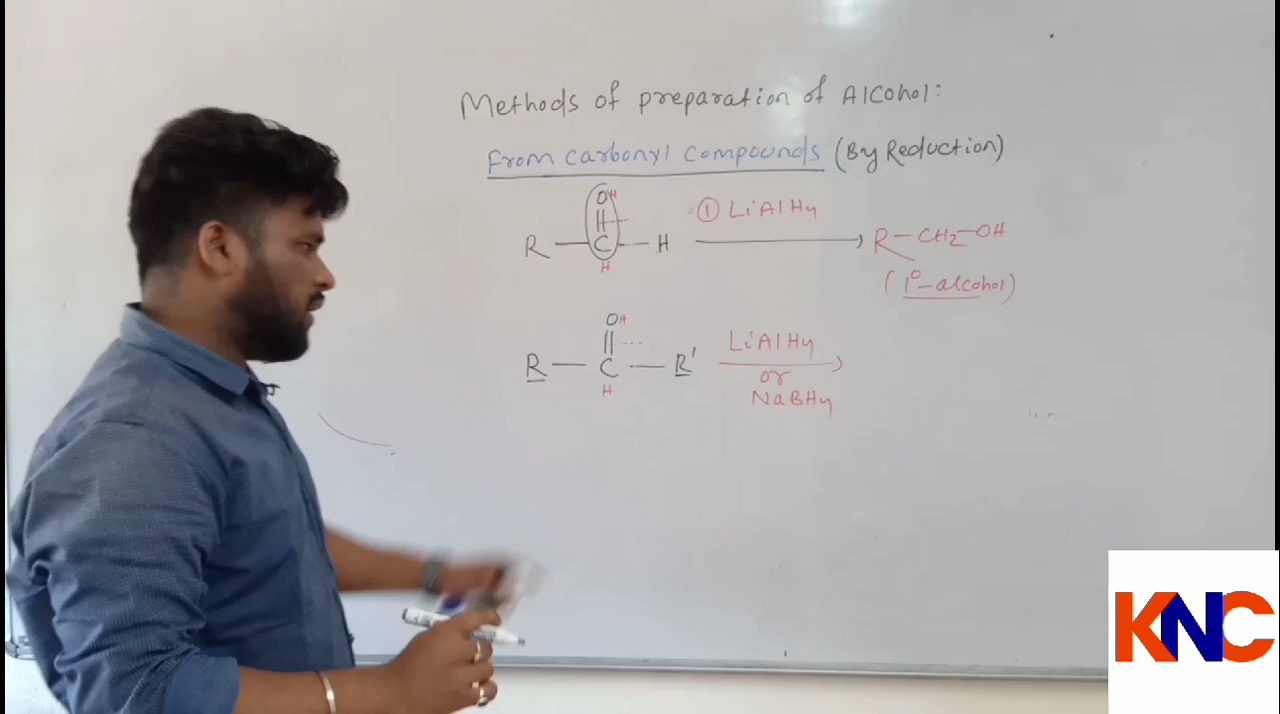 Methods of preparation of Alcohol:
From carbonyl compounds (By Reduction)
OH
R — C — H ① LiAlH4 → R — CH2 — OH
H
(1° - alcohol)
OH
R — C — R' LiAlH4
H
or
NaBH4
KNC